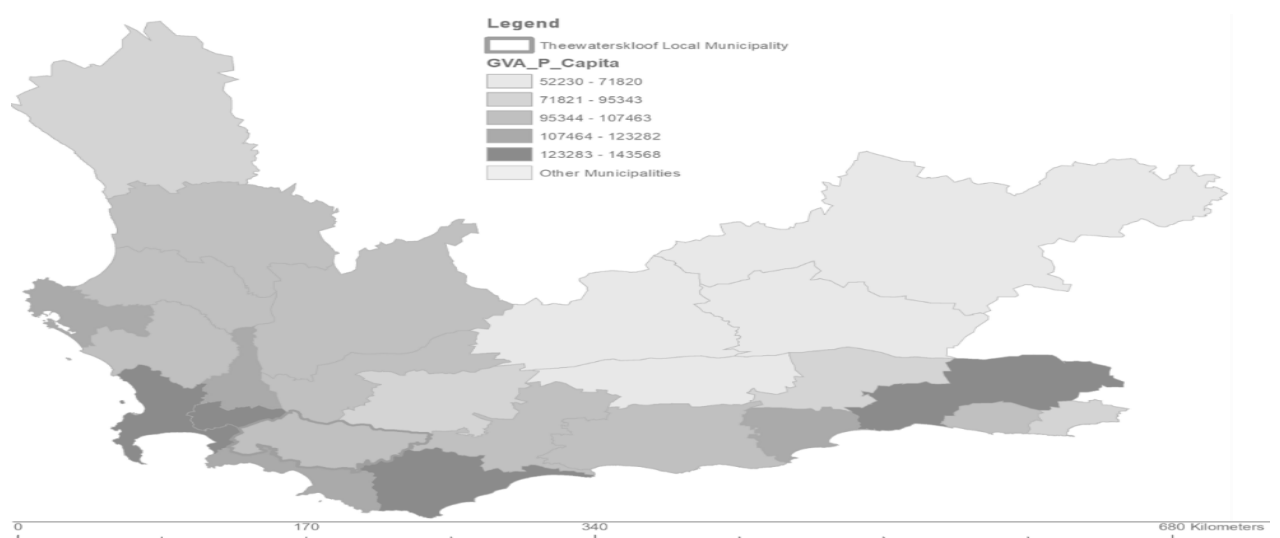 Legend
Theewaterskloof Local Municipality
GVA_P_Capita
52230 - 71820
71821 - 95343
95344 - 107463
107464 - 123282
123283 - 143568
Other Municipalities
0 170 340 680 Kilometers